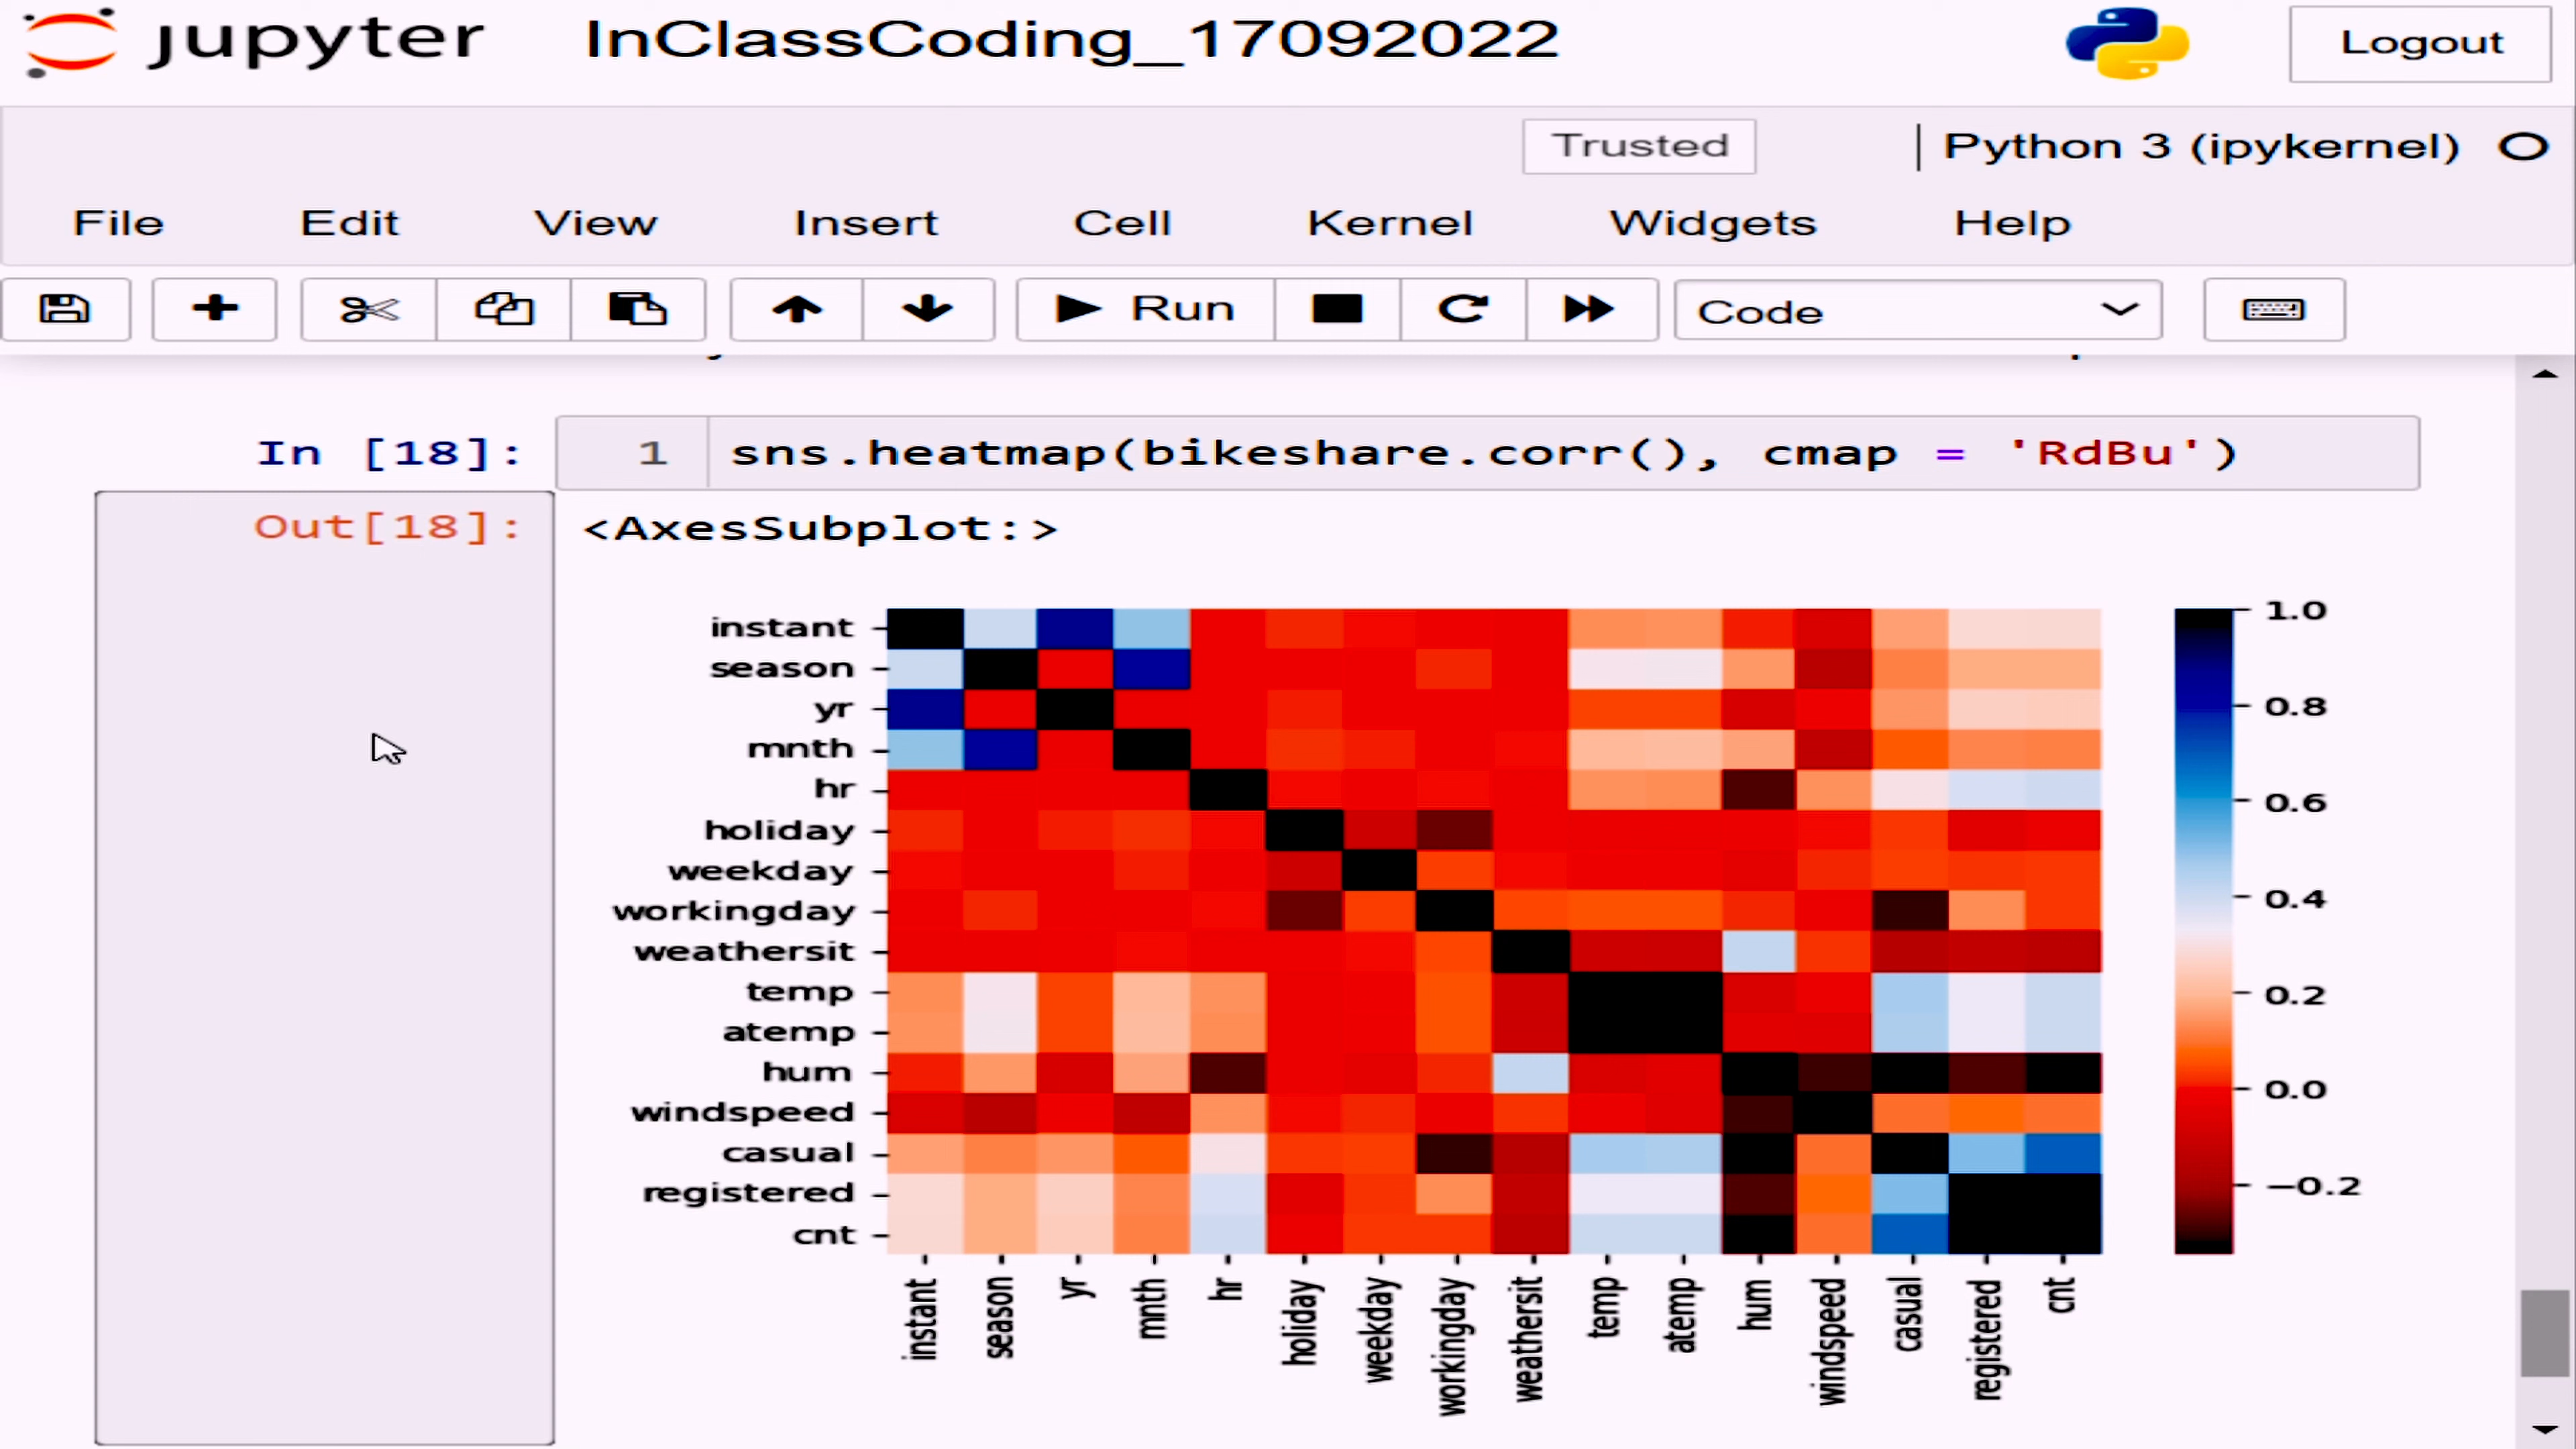 jupyter InClassCoding_17092022 Logout
Trusted | Python 3 (ipykernel)
File Edit View Insert Cell Kernel Widgets Help
Run Code
In [18]: 1 sns.heatmap(bikeshare.corr(), cmap = 'RdBu')
Out[18]: <AxesSubplot:>
instant
season
yr
mnth
hr
holiday
weekday
workingday
weathersit
temp
atemp
hum
windspeed
casual
registered
cnt
instant season yr mnth hr holiday weekday workingday weathersit temp atemp hum windspeed casual registered cnt
1.0
0.8
0.6
0.4
0.2
0.0
−0.2